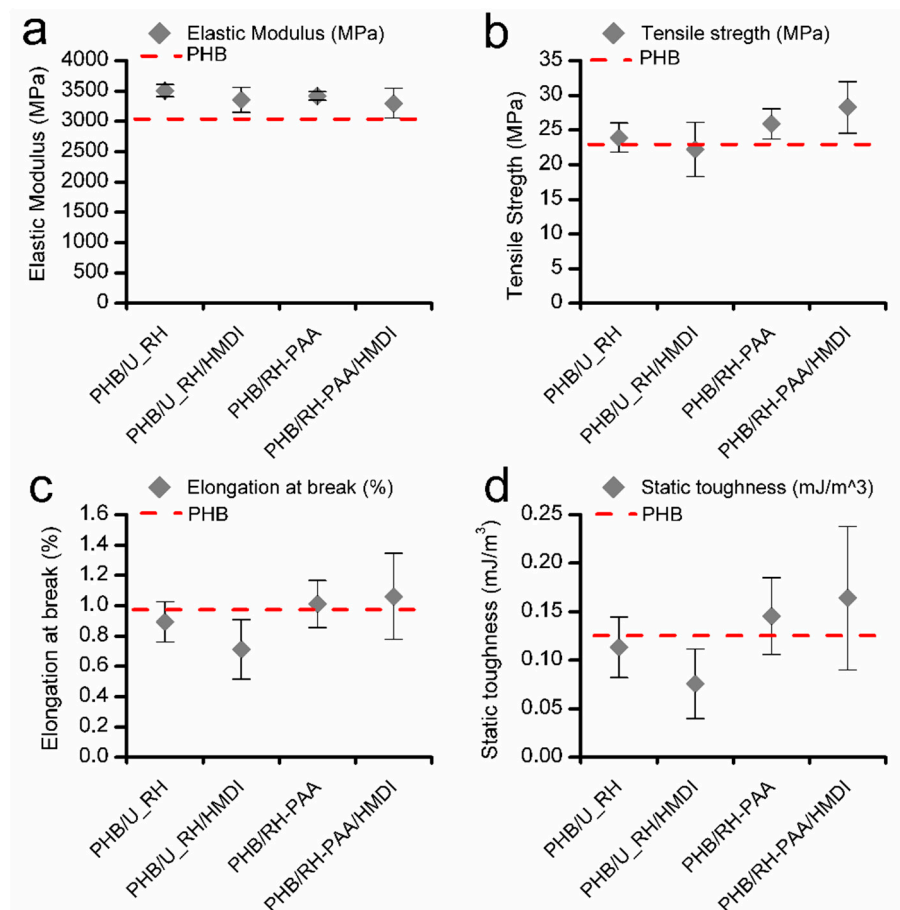 a
Elastic Modulus (MPa)
PHB
Elastic Modulus (MPa)
4000
3500
3000
2500
2000
1500
1000
500
0
PHB/U_RH
PHB/U_RH/HMDI
PHB/RH-PAA
PHB/RH-PAA/HMDI
b
Tensile stregth (MPa)
PHB
Tensile Stregth (MPa)
35
30
25
20
15
10
5
0
PHB/U_RH
PHB/U_RH/HMDI
PHB/RH-PAA
PHB/RH-PAA/HMDI
c
Elongation at break (%)
PHB
Elongation at break (%)
1.6
1.4
1.2
1.0
0.8
0.6
0.4
0.2
0.0
PHB/U_RH
PHB/U_RH/HMDI
PHB/RH-PAA
PHB/RH-PAA/HMDI
d
Static toughness (mJ/m^3)
PHB
Static toughness (mJ/m³)
0.25
0.20
0.15
0.10
0.05
0.00
PHB/U_RH
PHB/U_RH/HMDI
PHB/RH-PAA
PHB/RH-PAA/HMDI